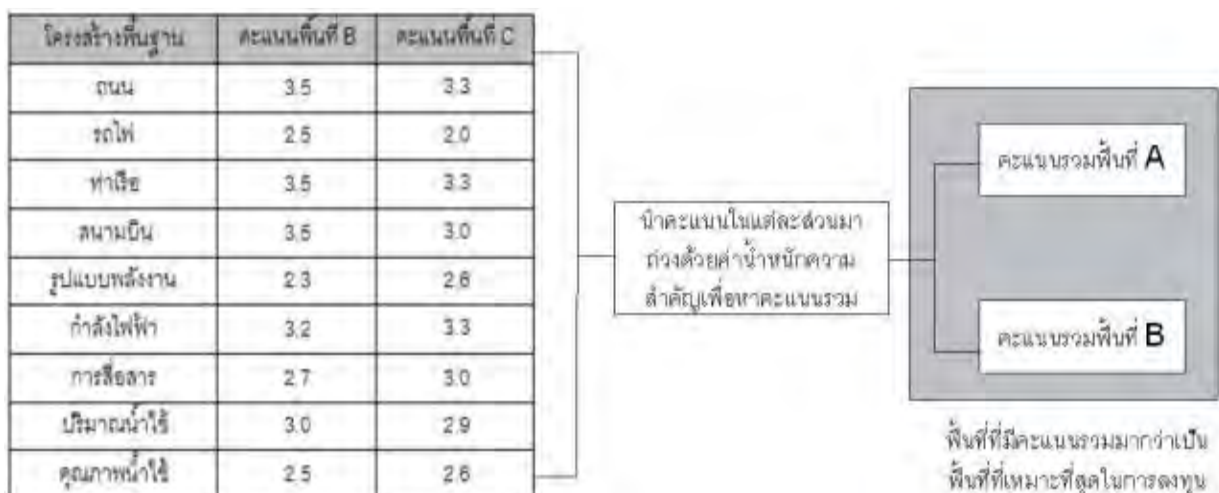 โครงสร้างพื้นฐาน คะแนนพื้นที่ B คะแนนพื้นที่ C
ถนน 3.5 3.3
รถไฟ 2.5 2.0
ท่าเรือ 3.5 3.3
สนามบิน 3.5 3.0
รูปแบบพลังงาน 2.3 2.6
กำลังไฟฟ้า 3.2 3.3
การสื่อสาร 2.7 3.0
ปริมาณน้ำใช้ 3.0 2.9
คุณภาพน้ำใช้ 2.5 2.6
นำคะแนนในแต่ละส่วนมา
ถ่วงด้วยค่าน้ำหนักความ
สำคัญเพื่อหาคะแนนรวม
คะแนนรวมพื้นที่ A
คะแนนรวมพื้นที่ B
พื้นที่ที่มีคะแนนรวมมากกว่าเป็น
พื้นที่ที่เหมาะที่สุดในการลงทุน